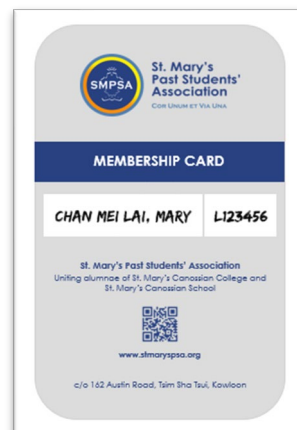 SMPSA
St. Mary's
Past Students'
Association
COR UNUM ET VIA UNA
MEMBERSHIP CARD
CHAN MEI LAI, MARY L123456
St. Mary's Past Students' Association
Uniting alumnae of St. Mary's Canossian College and
St. Mary's Canossian School
www.stmaryspsa.org
c/o 162 Austin Road, Tsim Sha Tsui, Kowloon